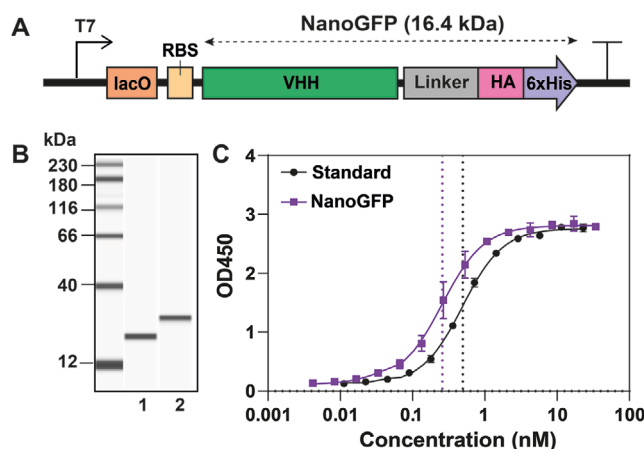 A
T7
NanoGFP (16.4 kDa)
RBS
lacO
VHH
Linker
HA
6xHis
B
kDa
230
180
116
66
40
12
1
2
C
Standard
NanoGFP
OD450
4
3
2
1
0
0.001
0.01
0.1
1
10
100
Concentration (nM)